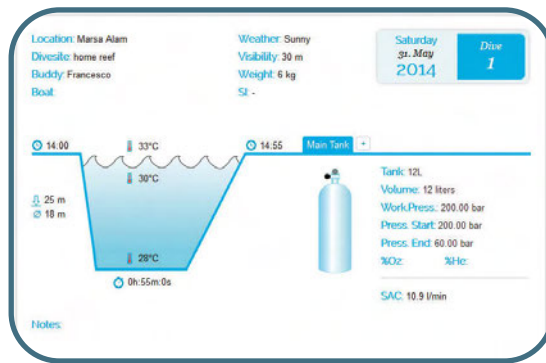 Location: Marsa Alam
Divesite: home reef
Buddy: Francesco
Boat:
Weather: Sunny
Visibility: 30 m
Weight: 6 kg
SI: -
Saturday
31. May
2014
Dive
1
14:00
33°C
14:55
Main Tank +
30°C
25 m
Ø 18 m
28°C
0h:55m:0s
Tank: 12L
Volume: 12 liters
Work.Press.: 200.00 bar
Press. Start: 200.00 bar
Press. End: 60.00 bar
%O2: %He:
SAC: 10.9 l/min
Notes: